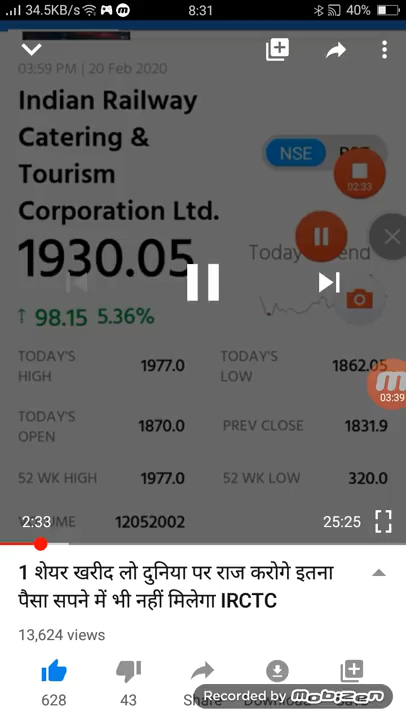 34.5KB/s 8:31 40%
03:59 PM | 20 Feb 2020
Indian Railway
Catering &
Tourism
Corporation Ltd.
NSE
02:33
1930.05
Today
↑ 98.15 5.36%
TODAY'S HIGH 1977.0 TODAY'S LOW 1862.05
03:39
TODAY'S OPEN 1870.0 PREV CLOSE 1831.9
52 WK HIGH 1977.0 52 WK LOW 320.0
2:33 12052002 25:25
1 शेयर खरीद लो दुनिया पर राज करोगे इतना
पैसा सपने में भी नहीं मिलेगा IRCTC
13,624 views
Recorded by mobizen
628 43 Share